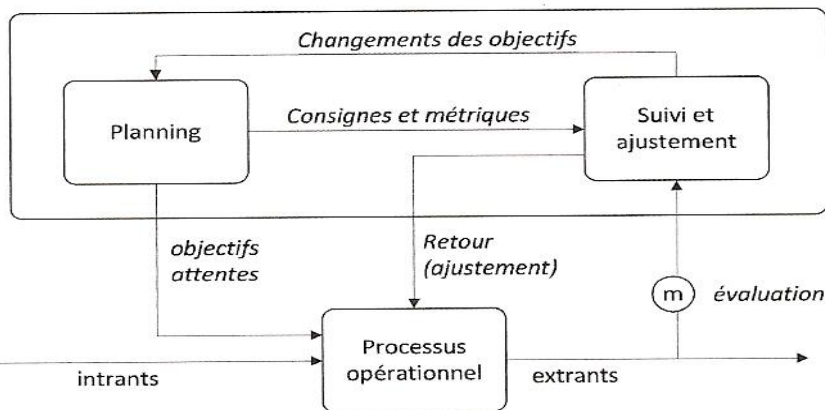 Changements des objectifs
Planning
Consignes et métriques
Suivi et
ajustement
objectifs
attentes
Retour
(ajustement)
m
évaluation
Processus
opérationnel
intrants
extrants